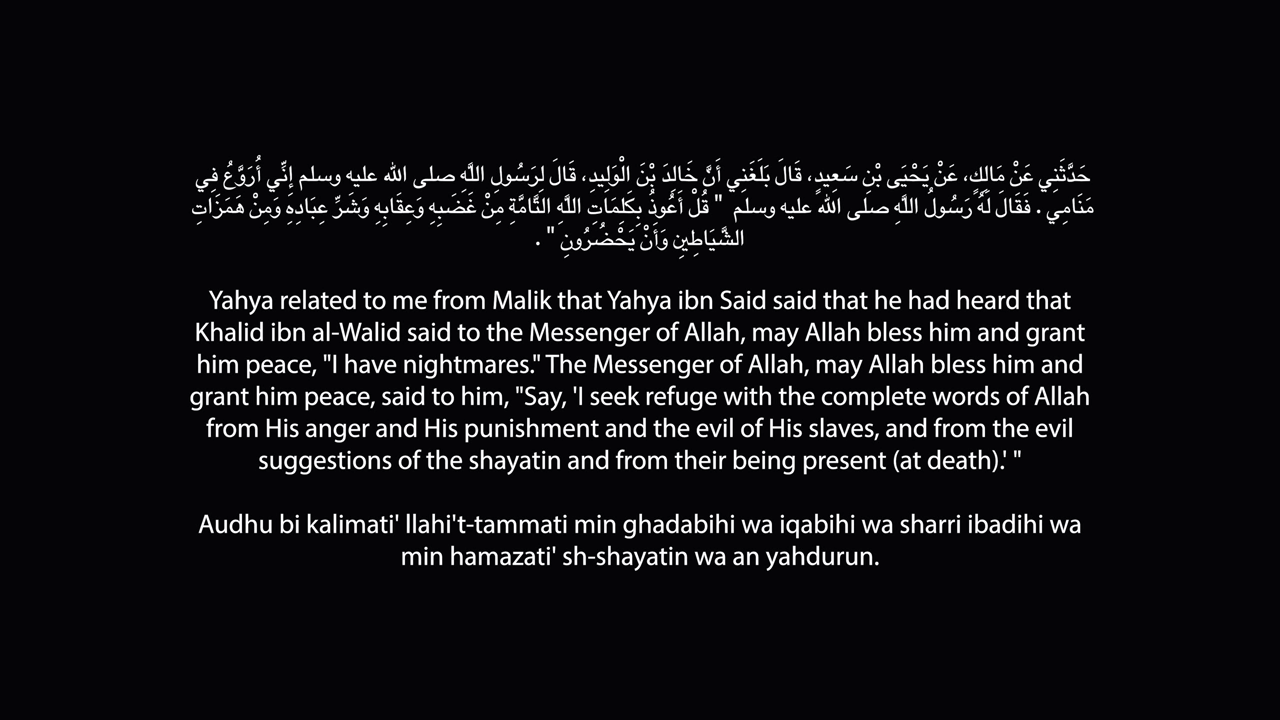 حَدَّثَنِي عَنْ مَالِكٍ، عَنْ يَحْيَى بْنِ سَعِيدٍ، قَالَ بَلَغَنِي أَنَّ خَالِدَ بْنَ الْوَلِيدِ، قَالَ لِرَسُولِ اللَّهِ صلى الله عليه وسلم إِنِّي أُرَوَّعُ فِي
مَنَامِي . فَقَالَ لَهُ رَسُولُ اللَّهِ صلى الله عليه وسلم " قُلْ أَعُوذُ بِكَلِمَاتِ اللَّهِ التَّامَّةِ مِنْ غَضَبِهِ وَعِقَابِهِ وَشَرِّ عِبَادِهِ وَمِنْ هَمَزَاتِ
الشَّيَاطِينِ وَأَنْ يَحْضُرُونِ " .
Yahya related to me from Malik that Yahya ibn Said said that he had heard that
Khalid ibn al-Walid said to the Messenger of Allah, may Allah bless him and grant
him peace, "I have nightmares." The Messenger of Allah, may Allah bless him and
grant him peace, said to him, "Say, 'I seek refuge with the complete words of Allah
from His anger and His punishment and the evil of His slaves, and from the evil
suggestions of the shayatin and from their being present (at death).' "
Audhu bi kalimati' llahi't-tammati min ghadabihi wa iqabihi wa sharri ibadihi wa
min hamazati' sh-shayatin wa an yahdurun.